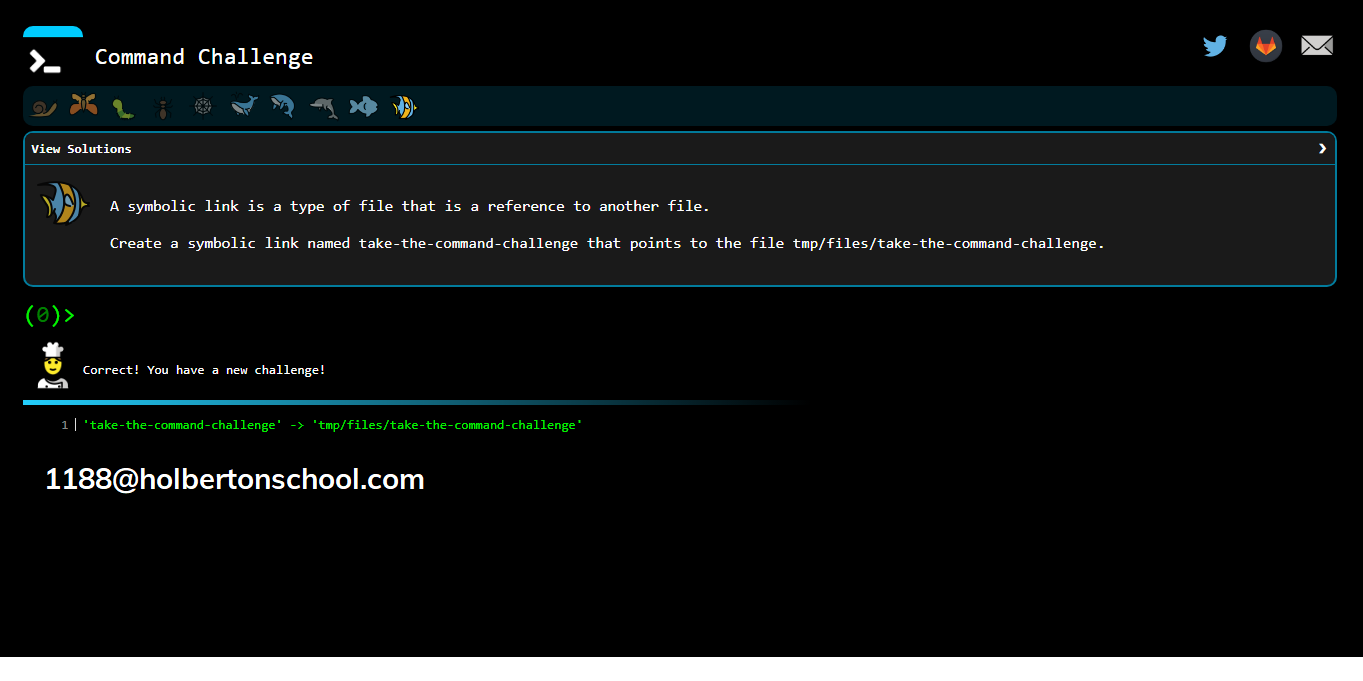 Command Challenge
View Solutions
A symbolic link is a type of file that is a reference to another file.
Create a symbolic link named take-the-command-challenge that points to the file tmp/files/take-the-command-challenge.
(0)>
Correct! You have a new challenge!
1 'take-the-command-challenge' -> 'tmp/files/take-the-command-challenge'
1188@holbertonschool.com